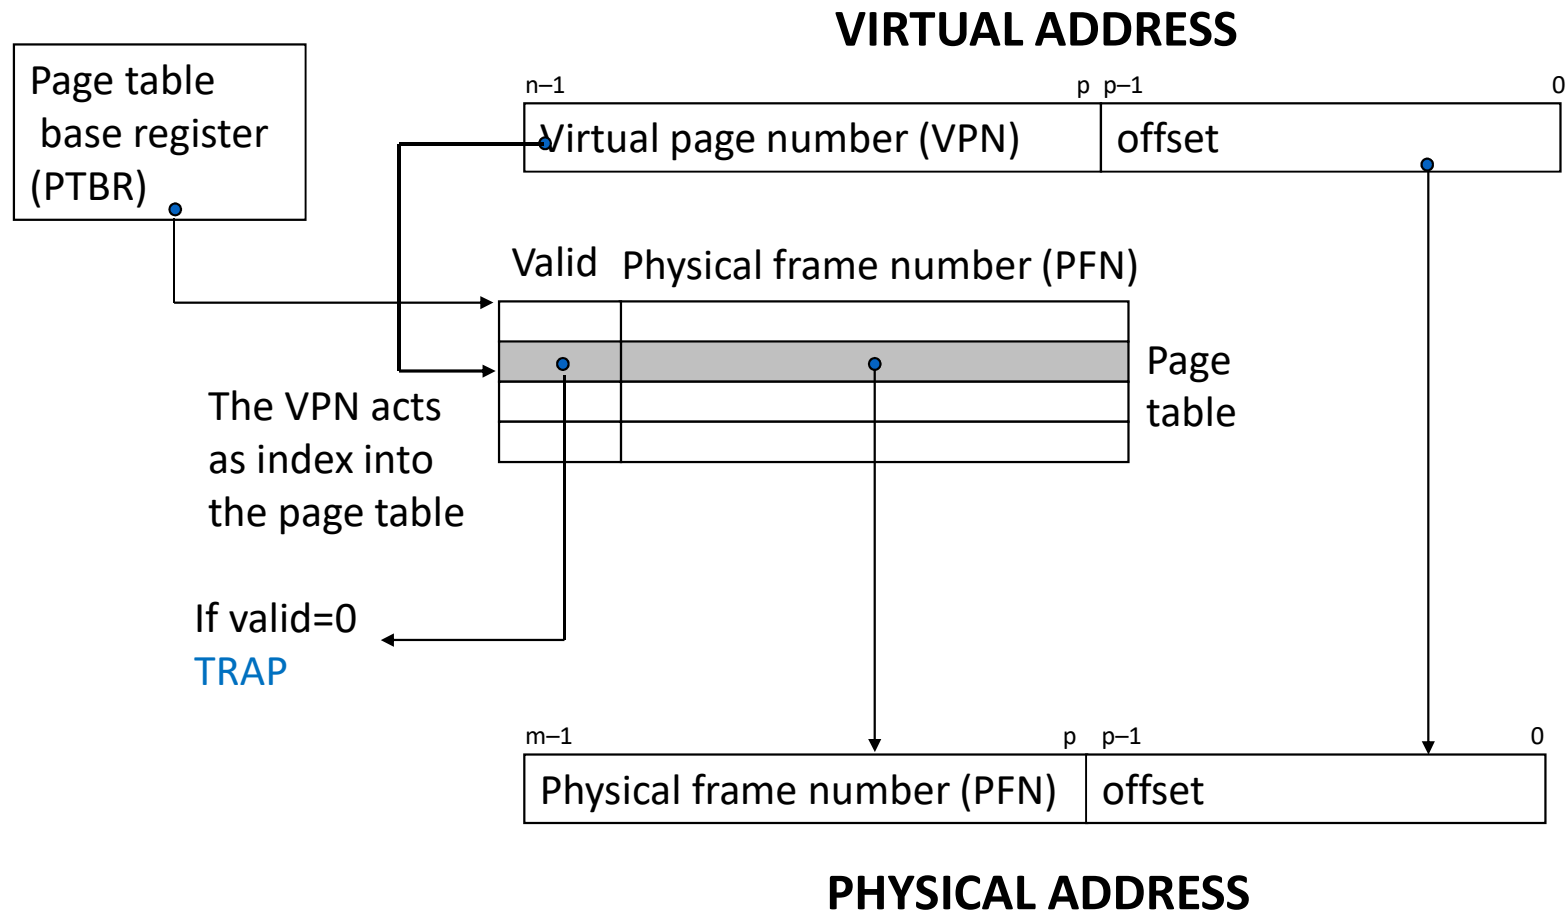 VIRTUAL ADDRESS
Page table
base register
(PTBR)
n–1
p
p–1
0
Virtual page number (VPN)
offset
Valid
Physical frame number (PFN)
Page
table
The VPN acts
as index into
the page table
If valid=0
TRAP
m–1
p
p–1
0
Physical frame number (PFN)
offset
PHYSICAL ADDRESS